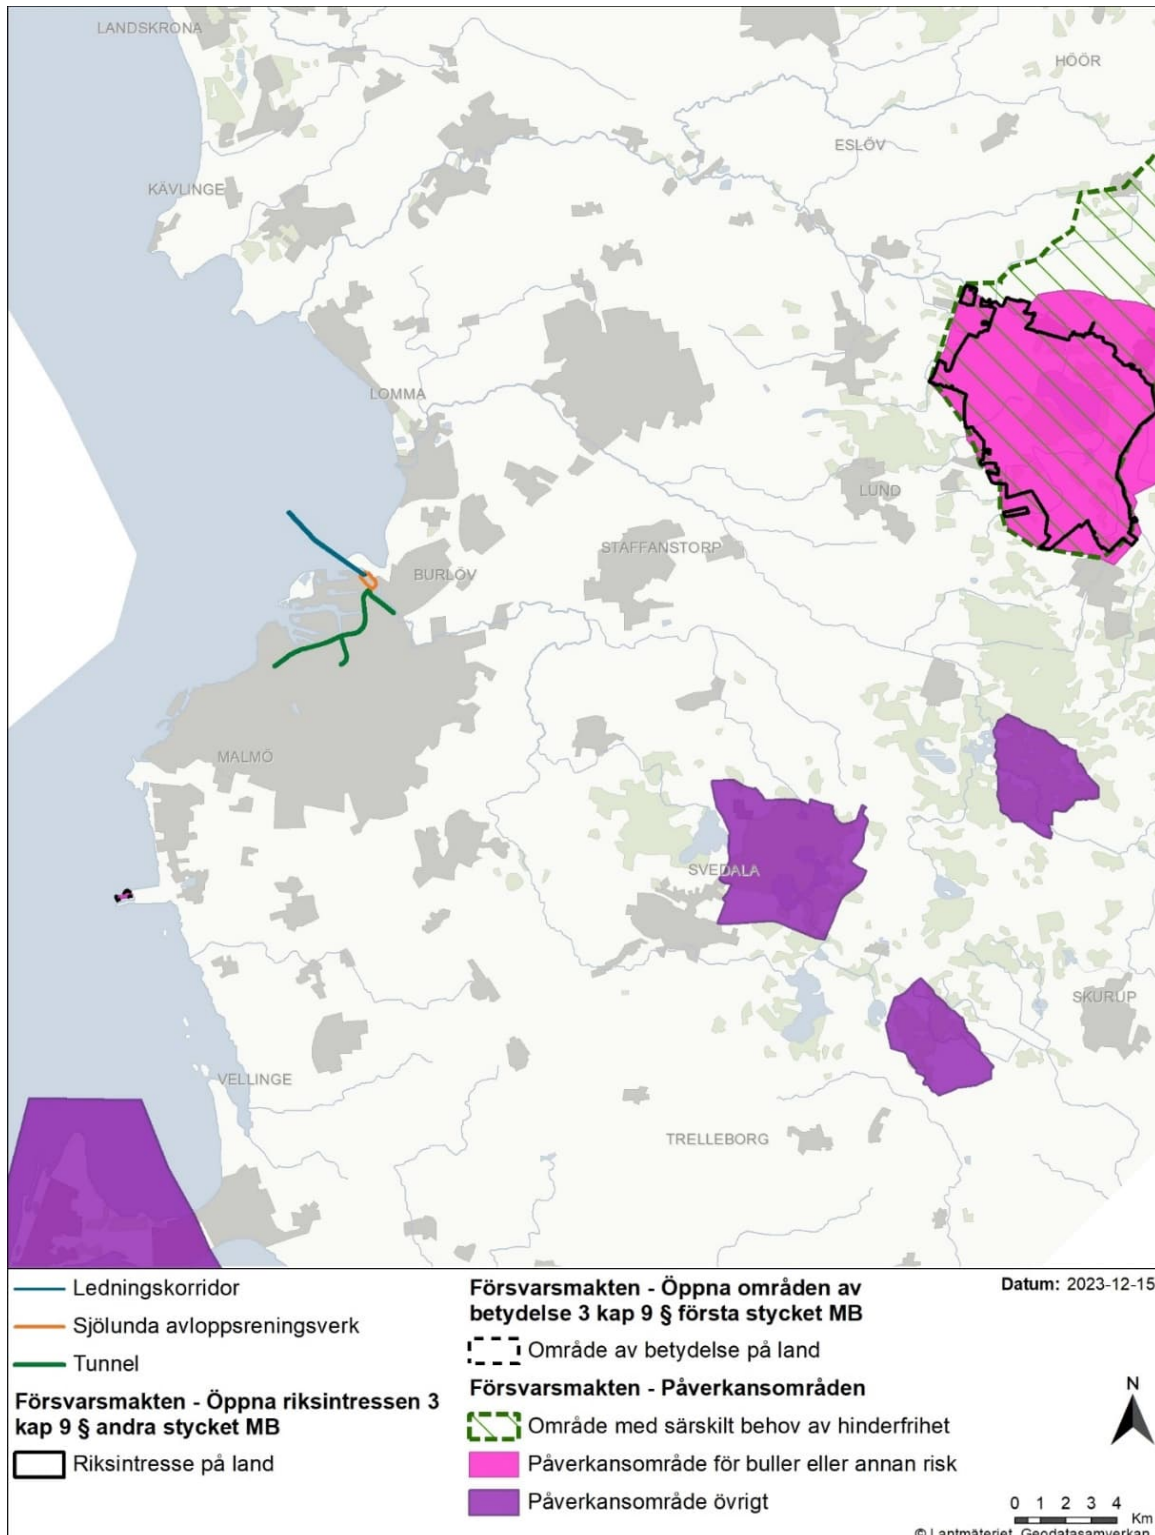 LANDSKRONA
HÖÖR
ESLÖV
KÄVLINGE
LOMMA
LUND
STAFFANSTORP
BURLÖV
MALMÖ
SVEDALA
SKURUP
VELLINGE
TRELLEBORG
Ledningskorridor
Sjölunda avloppsreningsverk
Tunnel
Försvarsmakten - Öppna riksintressen 3
kap 9 § andra stycket MB
Riksintresse på land
Försvarsmakten - Öppna områden av
betydelse 3 kap 9 § första stycket MB
Område av betydelse på land
Försvarsmakten - Påverkansområden
Område med särskilt behov av hinderfrihet
Påverkansområde för buller eller annan risk
Påverkansområde övrigt
Datum: 2023-12-15
N
0 1 2 3 4
Km
© Lantmäteriet, Geodatasamverkan